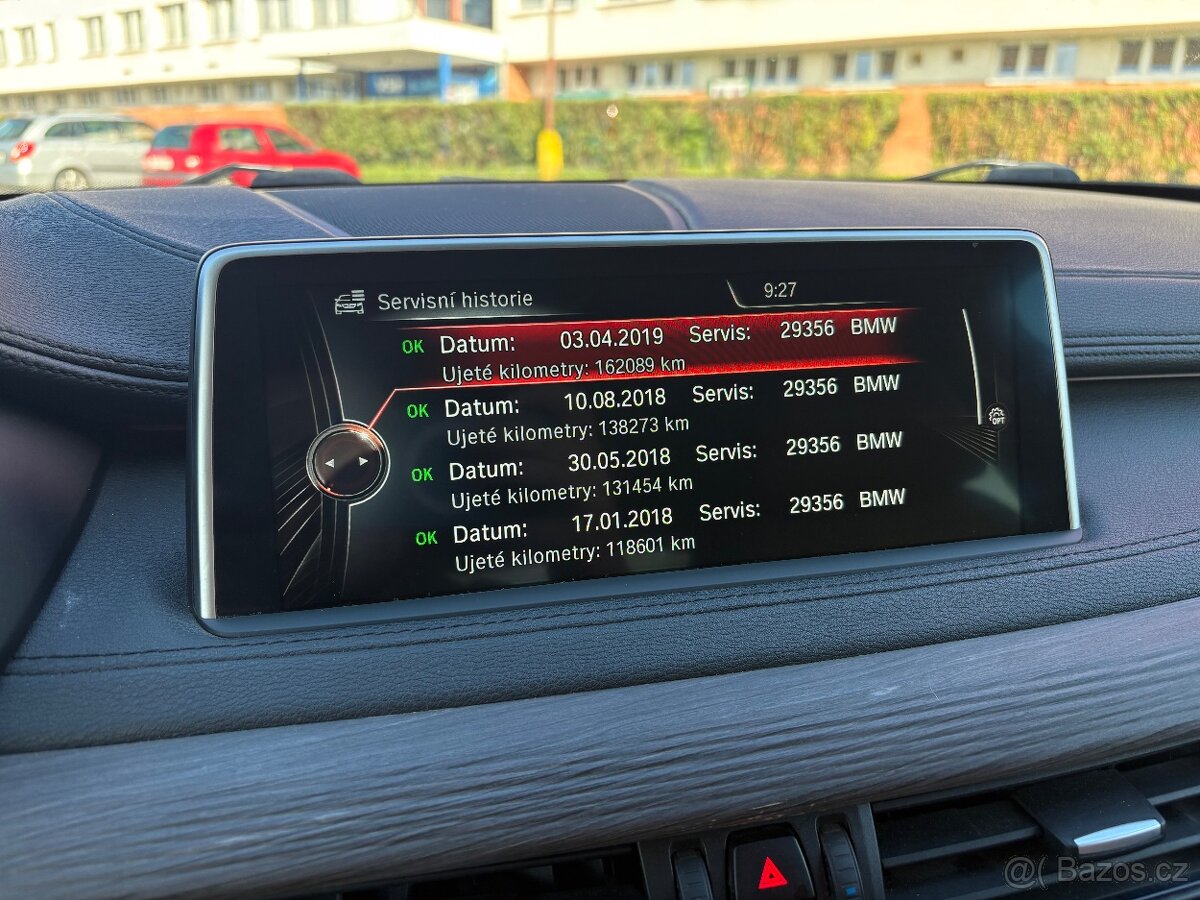 Servisní historie 9:27
OK Datum: 03.04.2019 Servis: 29356 BMW
Ujeté kilometry: 162089 km
OK Datum: 10.08.2018 Servis: 29356 BMW
Ujeté kilometry: 138273 km
OK Datum: 30.05.2018 Servis: 29356 BMW
Ujeté kilometry: 131454 km
OK Datum: 17.01.2018 Servis: 29356 BMW
Ujeté kilometry: 118601 km
OPT
@( Bazos.cz